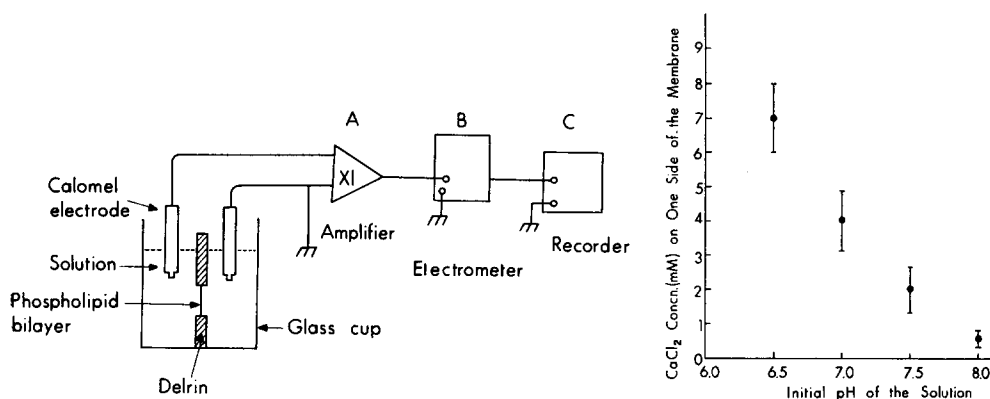 A
B
C
XI
Calomel
electrode
Solution
Phospholipid
bilayer
Delrin
Glass cup
Amplifier
Electrometer
Recorder
CaCl₂ Concn.(mM) on One Side of the Membrane
9
8
7
6
5
4
3
2
1
0
6.0 6.5 7.0 7.5 8.0
Initial pH of the Solution